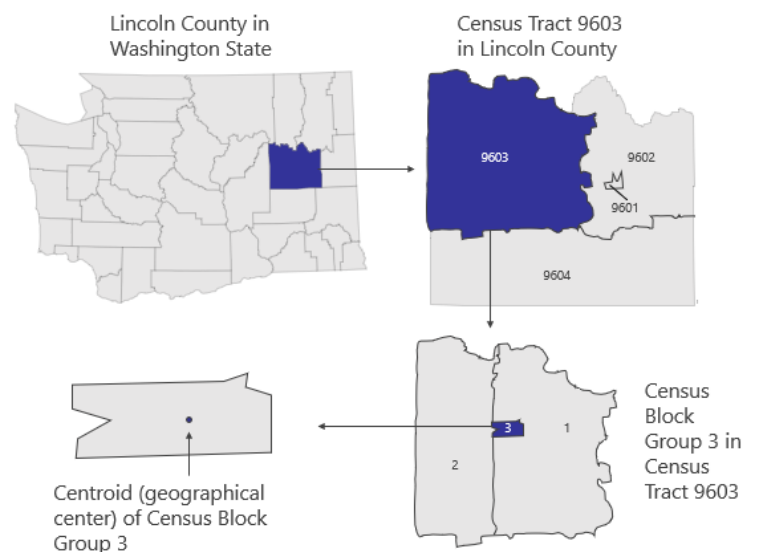 Lincoln County in
Washington State
Census Tract 9603
in Lincoln County
9603
9602
9601
9604
Census
Block
Group 3 in
Census
Tract 9603
3
1
2
Centroid (geographical
center) of Census Block
Group 3